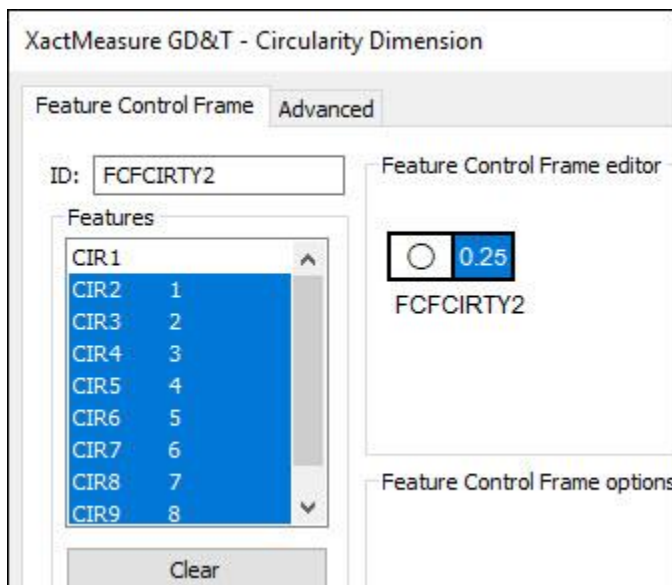 XactMeasure GD&T - Circularity Dimension
Feature Control Frame Advanced
ID: FCFCIRTY2
Features
CIR1
CIR2 1
CIR3 2
CIR4 3
CIR5 4
CIR6 5
CIR7 6
CIR8 7
CIR9 8
Clear
Feature Control Frame editor
0.25
FCFCIRTY2
Feature Control Frame options